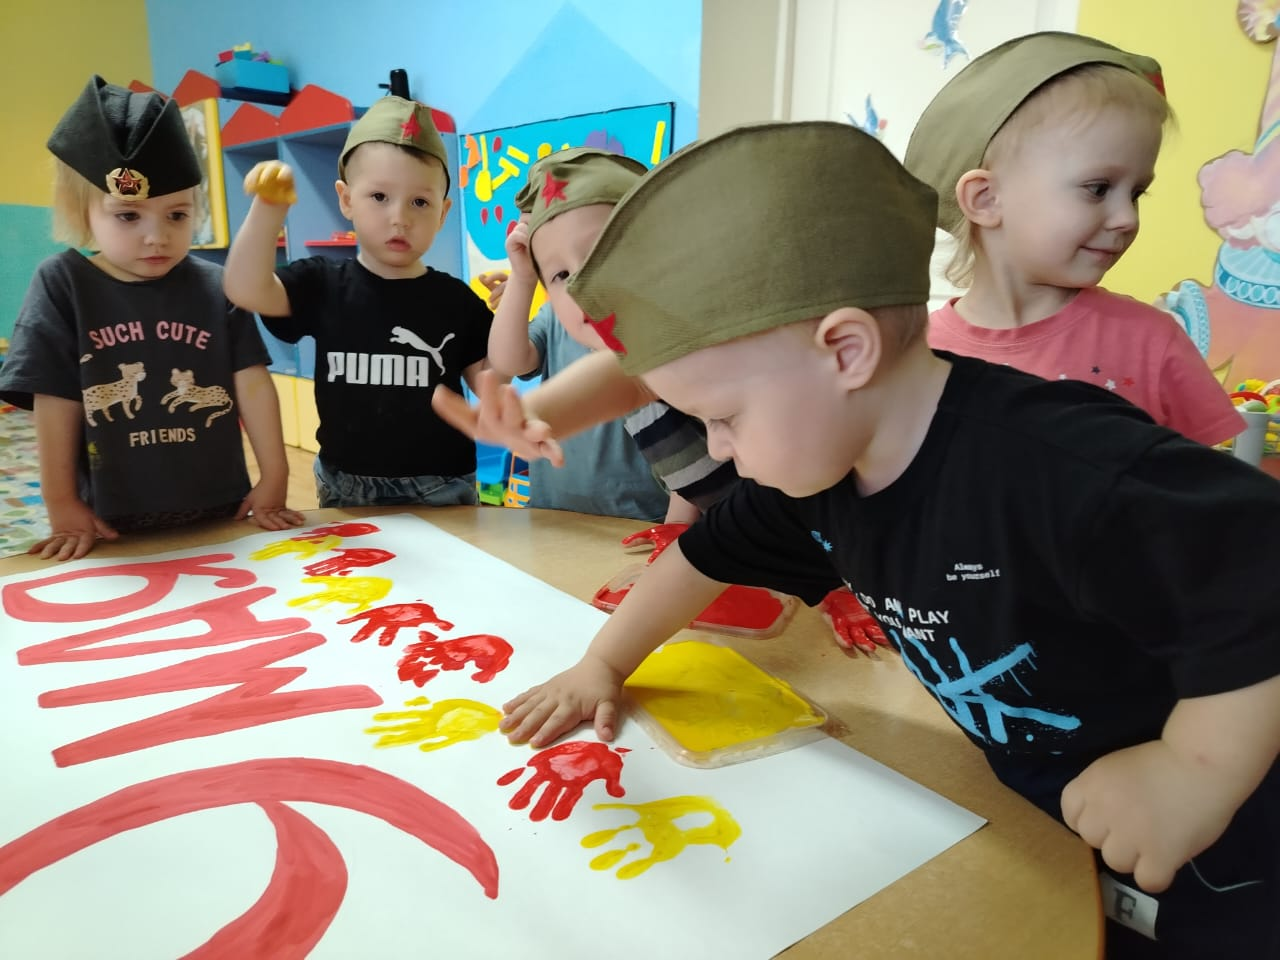 SUCH CUTE
FRIENDS
PUMA
9 МАЯ
Always
be yourself
PLAY
F